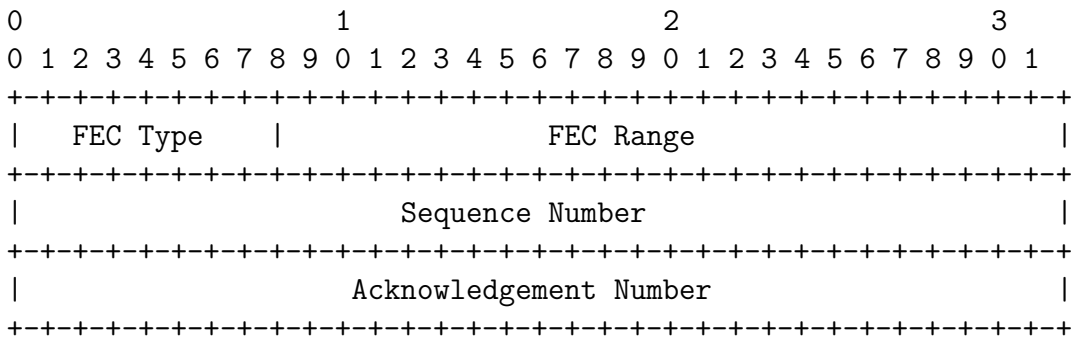 0                   1                   2                   3
0 1 2 3 4 5 6 7 8 9 0 1 2 3 4 5 6 7 8 9 0 1 2 3 4 5 6 7 8 9 0 1
+-+-+-+-+-+-+-+-+-+-+-+-+-+-+-+-+-+-+-+-+-+-+-+-+-+-+-+-+-+-+-+-+
|   FEC Type    |                FEC Range                      |
+-+-+-+-+-+-+-+-+-+-+-+-+-+-+-+-+-+-+-+-+-+-+-+-+-+-+-+-+-+-+-+-+
|                       Sequence Number                         |
+-+-+-+-+-+-+-+-+-+-+-+-+-+-+-+-+-+-+-+-+-+-+-+-+-+-+-+-+-+-+-+-+
|                    Acknowledgement Number                     |
+-+-+-+-+-+-+-+-+-+-+-+-+-+-+-+-+-+-+-+-+-+-+-+-+-+-+-+-+-+-+-+-+